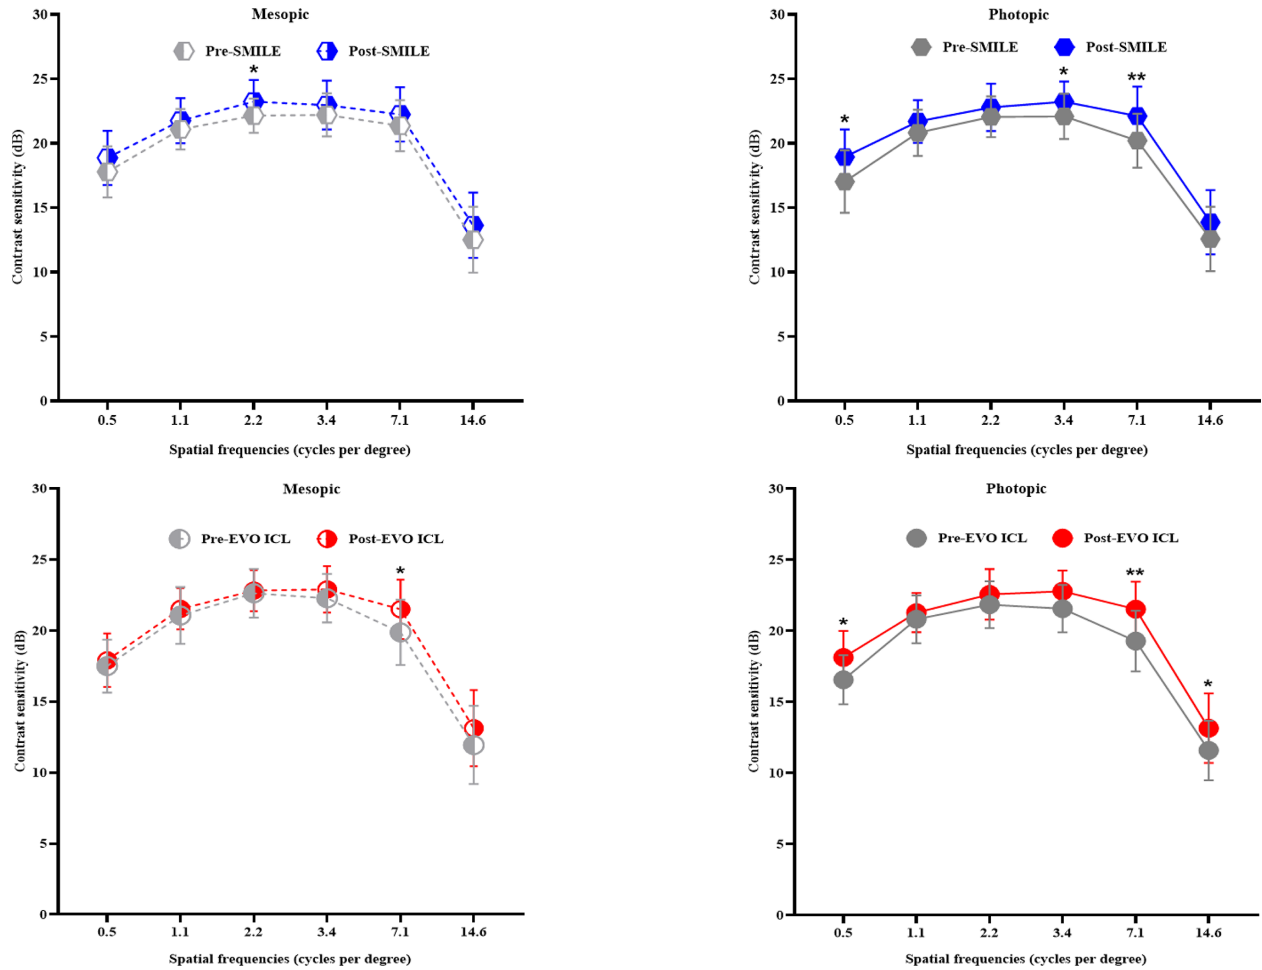 Mesopic
Pre-SMILE Post-SMILE
*
30
25
20
15
10
5
0
Contrast sensitivity (dB)
0.5 1.1 2.2 3.4 7.1 14.6
Spatial frequencies (cycles per degree)
Photopic
Pre-SMILE Post-SMILE
* * **
30
25
20
15
10
5
0
Contrast sensitivity (dB)
0.5 1.1 2.2 3.4 7.1 14.6
Spatial frequencies (cycles per degree)
Mesopic
Pre-EVO ICL Post-EVO ICL
*
30
25
20
15
10
5
0
Contrast sensitivity (dB)
0.5 1.1 2.2 3.4 7.1 14.6
Spatial frequencies (cycles per degree)
Photopic
Pre-EVO ICL Post-EVO ICL
* ** *
30
25
20
15
10
5
0
Contrast sensitivity (dB)
0.5 1.1 2.2 3.4 7.1 14.6
Spatial frequencies (cycles per degree)